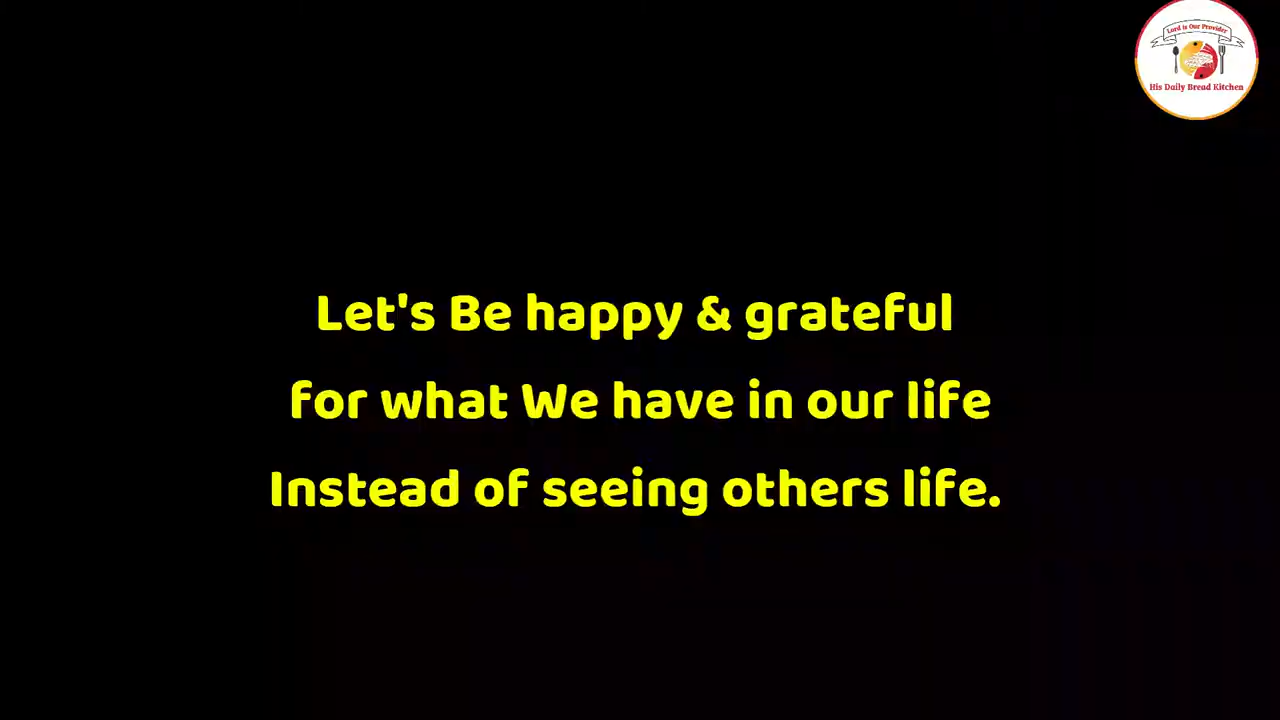 Lord is Our Provider
His Daily Bread Kitchen
Let's Be happy & grateful
for what We have in our life
Instead of seeing others life.